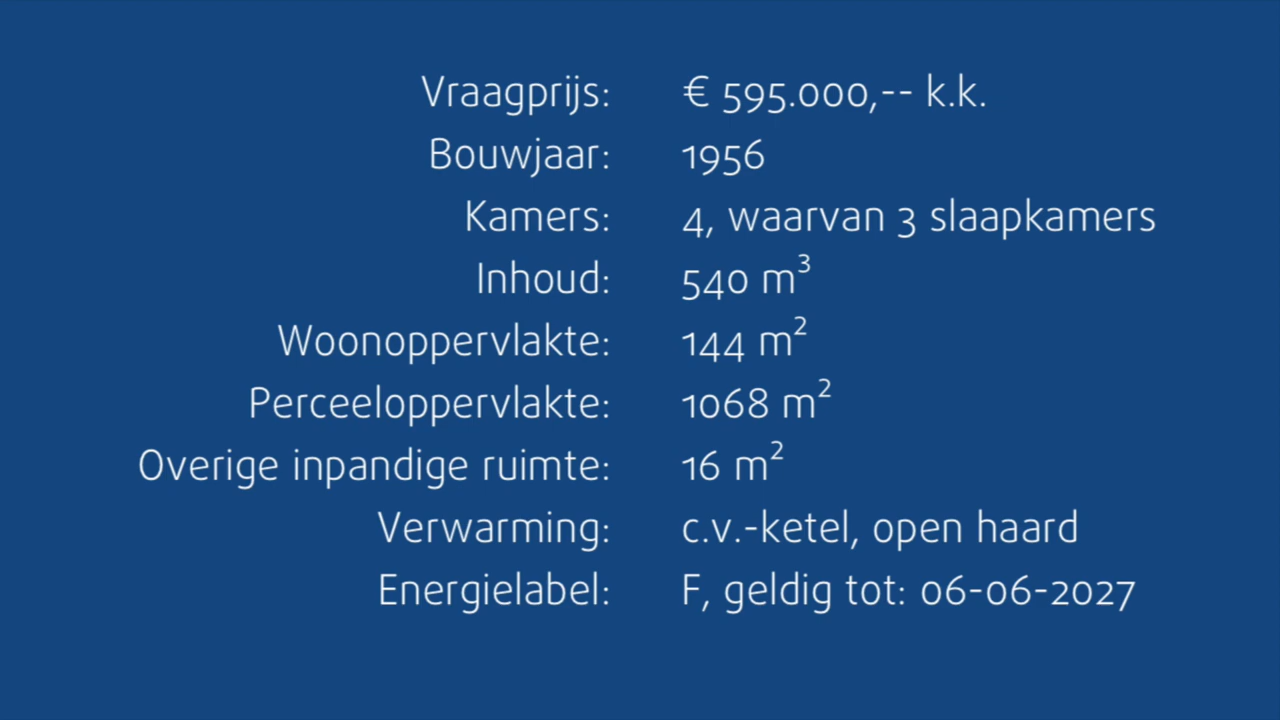 Vraagprijs: € 595.000,-- k.k.
Bouwjaar: 1956
Kamers: 4, waarvan 3 slaapkamers
Inhoud: 540 m³
Woonoppervlakte: 144 m²
Perceeloppervlakte: 1068 m²
Overige inpandige ruimte: 16 m²
Verwarming: c.v.-ketel, open haard
Energielabel: F, geldig tot: 06-06-2027